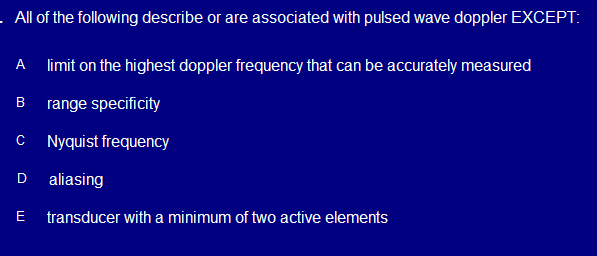 . All of the following describe or are associated with pulsed wave doppler EXCEPT:
A limit on the highest doppler frequency that can be accurately measured
B range specificity
C Nyquist frequency
D aliasing
E transducer with a minimum of two active elements